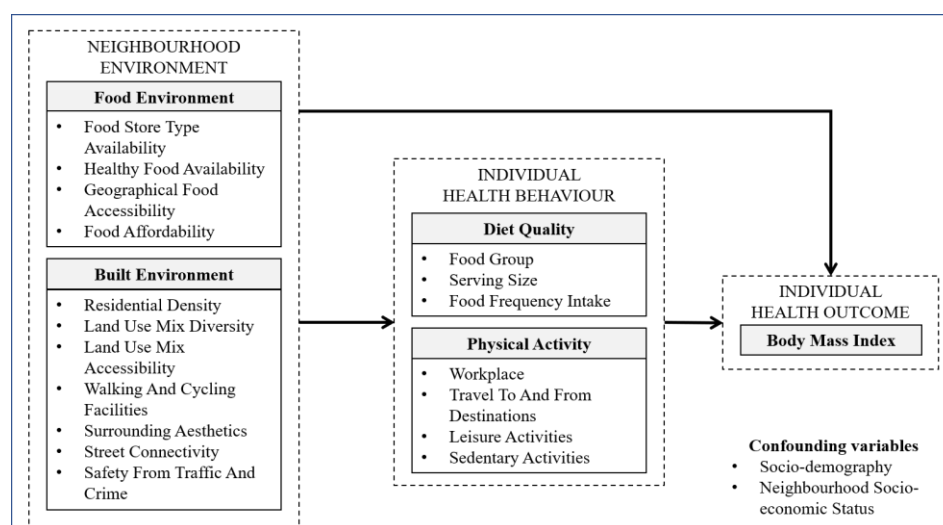 NEIGHBOURHOOD
ENVIRONMENT
Food Environment
• Food Store Type
Availability
• Healthy Food Availability
• Geographical Food
Accessibility
• Food Affordability
Built Environment
• Residential Density
• Land Use Mix Diversity
• Land Use Mix
Accessibility
• Walking And Cycling
Facilities
• Surrounding Aesthetics
• Street Connectivity
• Safety From Traffic And
Crime
INDIVIDUAL
HEALTH BEHAVIOUR
Diet Quality
• Food Group
• Serving Size
• Food Frequency Intake
Physical Activity
• Workplace
• Travel To And From
Destinations
• Leisure Activities
• Sedentary Activities
INDIVIDUAL
HEALTH OUTCOME
Body Mass Index
Confounding variables
• Socio-demography
• Neighbourhood Socio-
economic Status